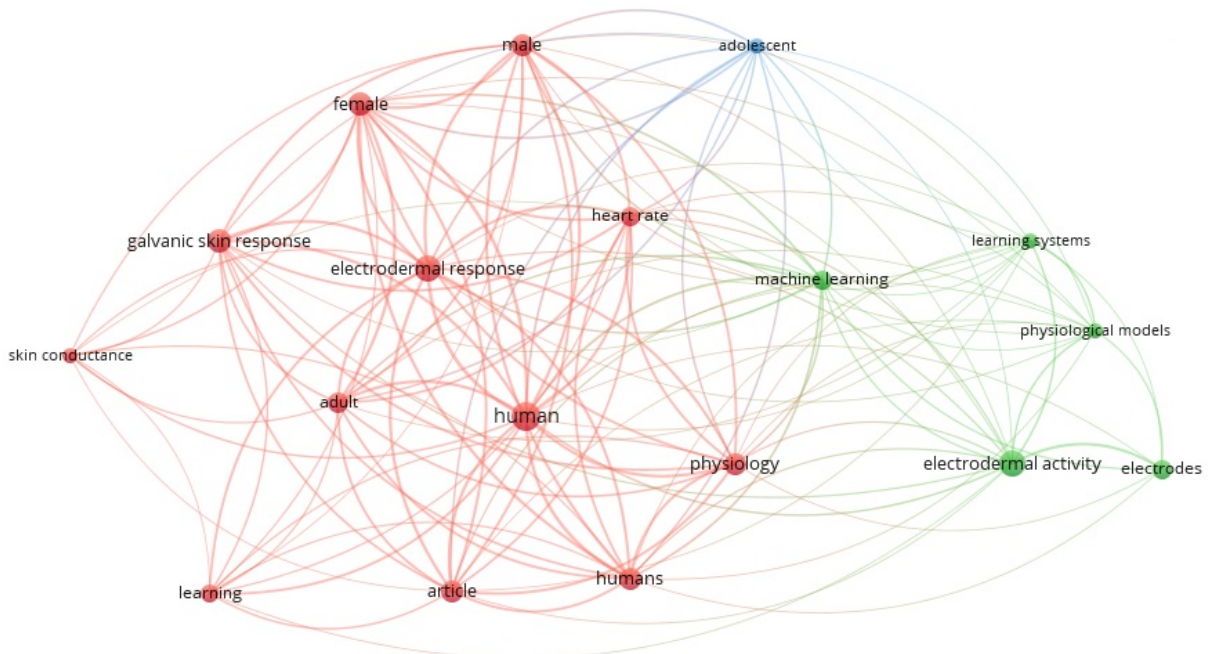 male
adolescent
female
heart rate
galvanic skin response
learning systems
electrodermal response
machine learning
physiological models
skin conductance
adult
human
physiology
electrodermal activity
electrodes
humans
learning
article